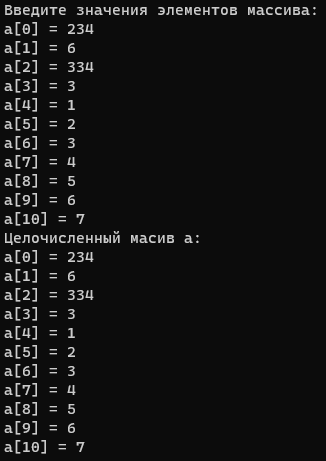 Введите значения элементов массива:
a[0] = 234
a[1] = 6
a[2] = 334
a[3] = 3
a[4] = 1
a[5] = 2
a[6] = 3
a[7] = 4
a[8] = 5
a[9] = 6
a[10] = 7
Целочисленный масив a:
a[0] = 234
a[1] = 6
a[2] = 334
a[3] = 3
a[4] = 1
a[5] = 2
a[6] = 3
a[7] = 4
a[8] = 5
a[9] = 6
a[10] = 7